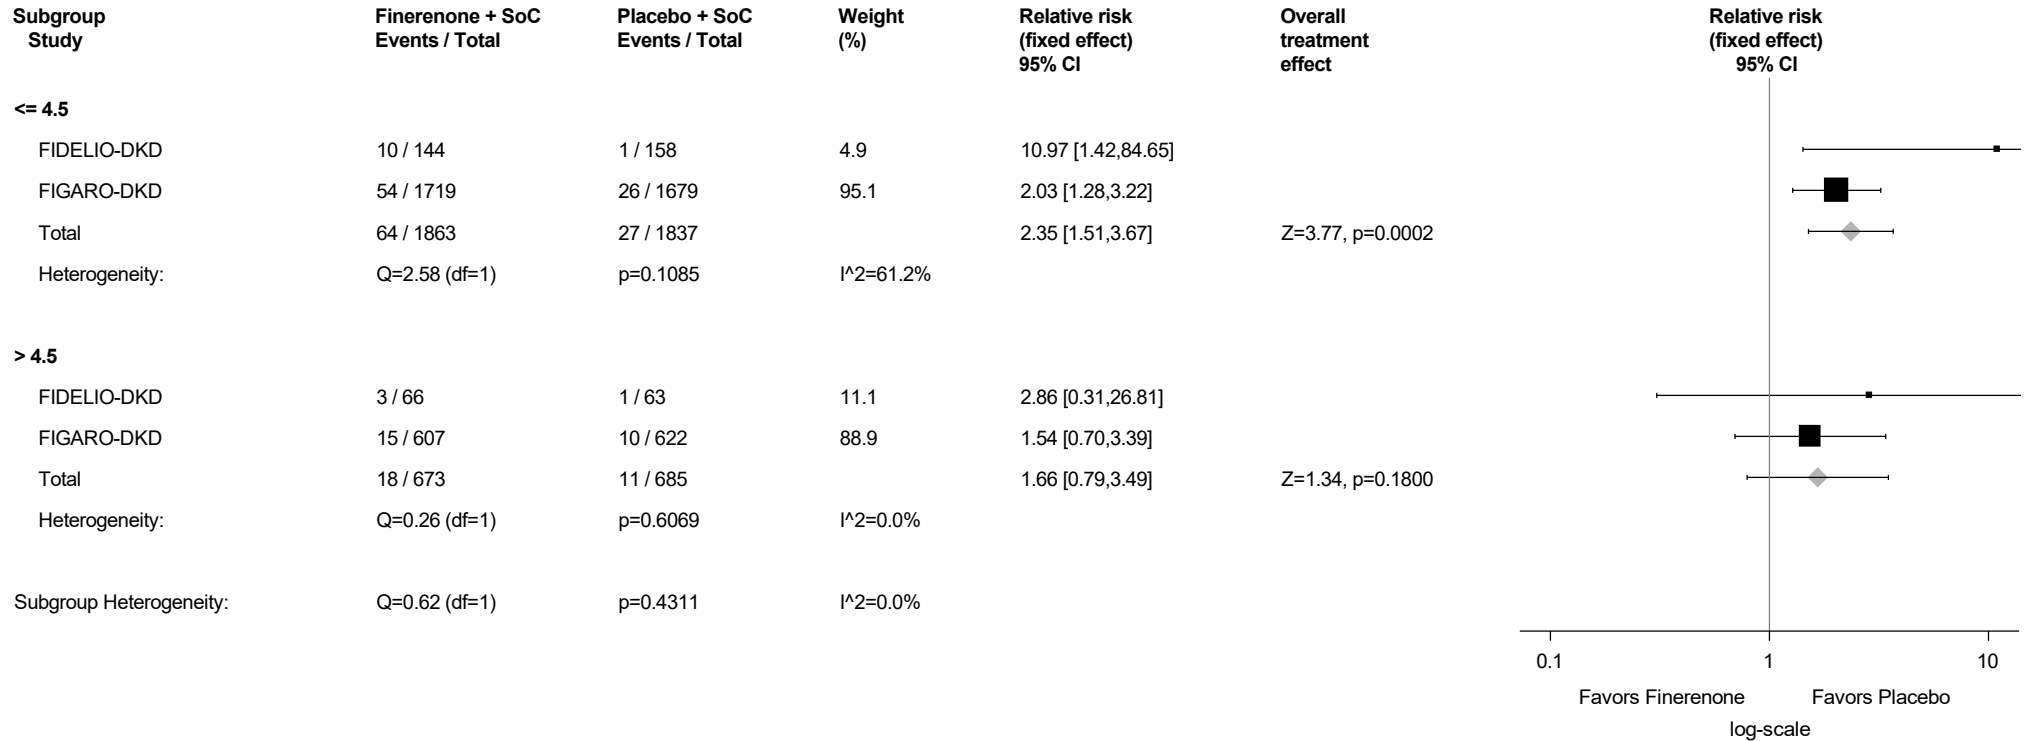 Subgroup Finerenone + SoC Placebo + SoC Weight Relative risk Overall Relative risk
Study Events / Total Events / Total (%) (fixed effect) treatment (fixed effect)
95% CI effect 95% CI
<= 4.5
FIDELIO-DKD 10 / 144 1 / 158 4.9 10.97 [1.42,84.65]
FIGARO-DKD 54 / 1719 26 / 1679 95.1 2.03 [1.28,3.22]
Total 64 / 1863 27 / 1837 2.35 [1.51,3.67] Z=3.77, p=0.0002
Heterogeneity: Q=2.58 (df=1) p=0.1085 I^2=61.2%
> 4.5
FIDELIO-DKD 3 / 66 1 / 63 11.1 2.86 [0.31,26.81]
FIGARO-DKD 15 / 607 10 / 622 88.9 1.54 [0.70,3.39]
Total 18 / 673 11 / 685 1.66 [0.79,3.49] Z=1.34, p=0.1800
Heterogeneity: Q=0.26 (df=1) p=0.6069 I^2=0.0%
Subgroup Heterogeneity: Q=0.62 (df=1) p=0.4311 I^2=0.0%
0.1 1 10
Favors Finerenone Favors Placebo
log-scale